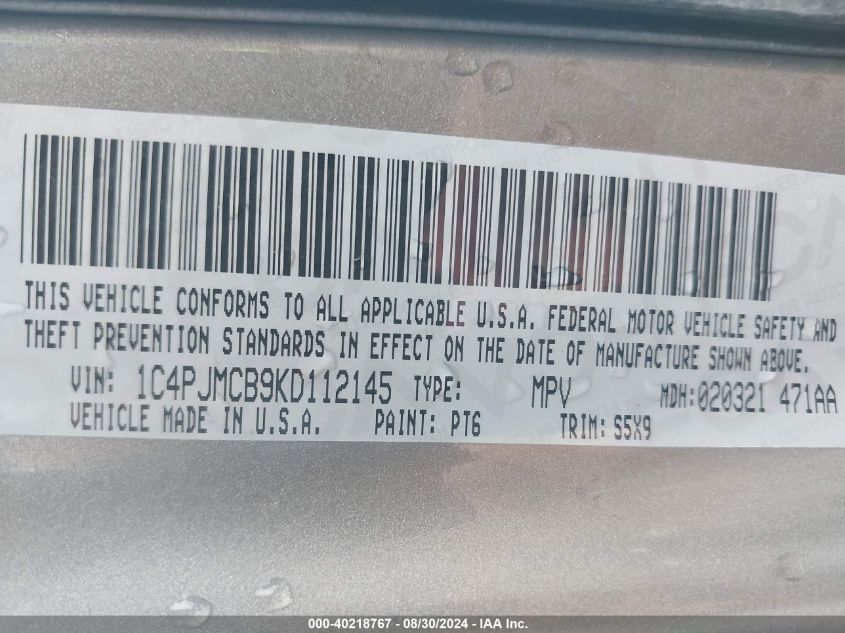 THIS VEHICLE CONFORMS TO ALL APPLICABLE U.S.A. FEDERAL MOTOR VEHICLE SAFETY AND
THEFT PREVENTION STANDARDS IN EFFECT ON THE DATE OF MANUFACTURE SHOWN ABOVE.
VIN: 1C4PJMCB9KD112145 TYPE: MPV MDH:020321 471AA
VEHICLE MADE IN U.S.A. PAINT: PT6 TRIM: S5X9
000-40218767 - 08/30/2024 - IAA Inc.